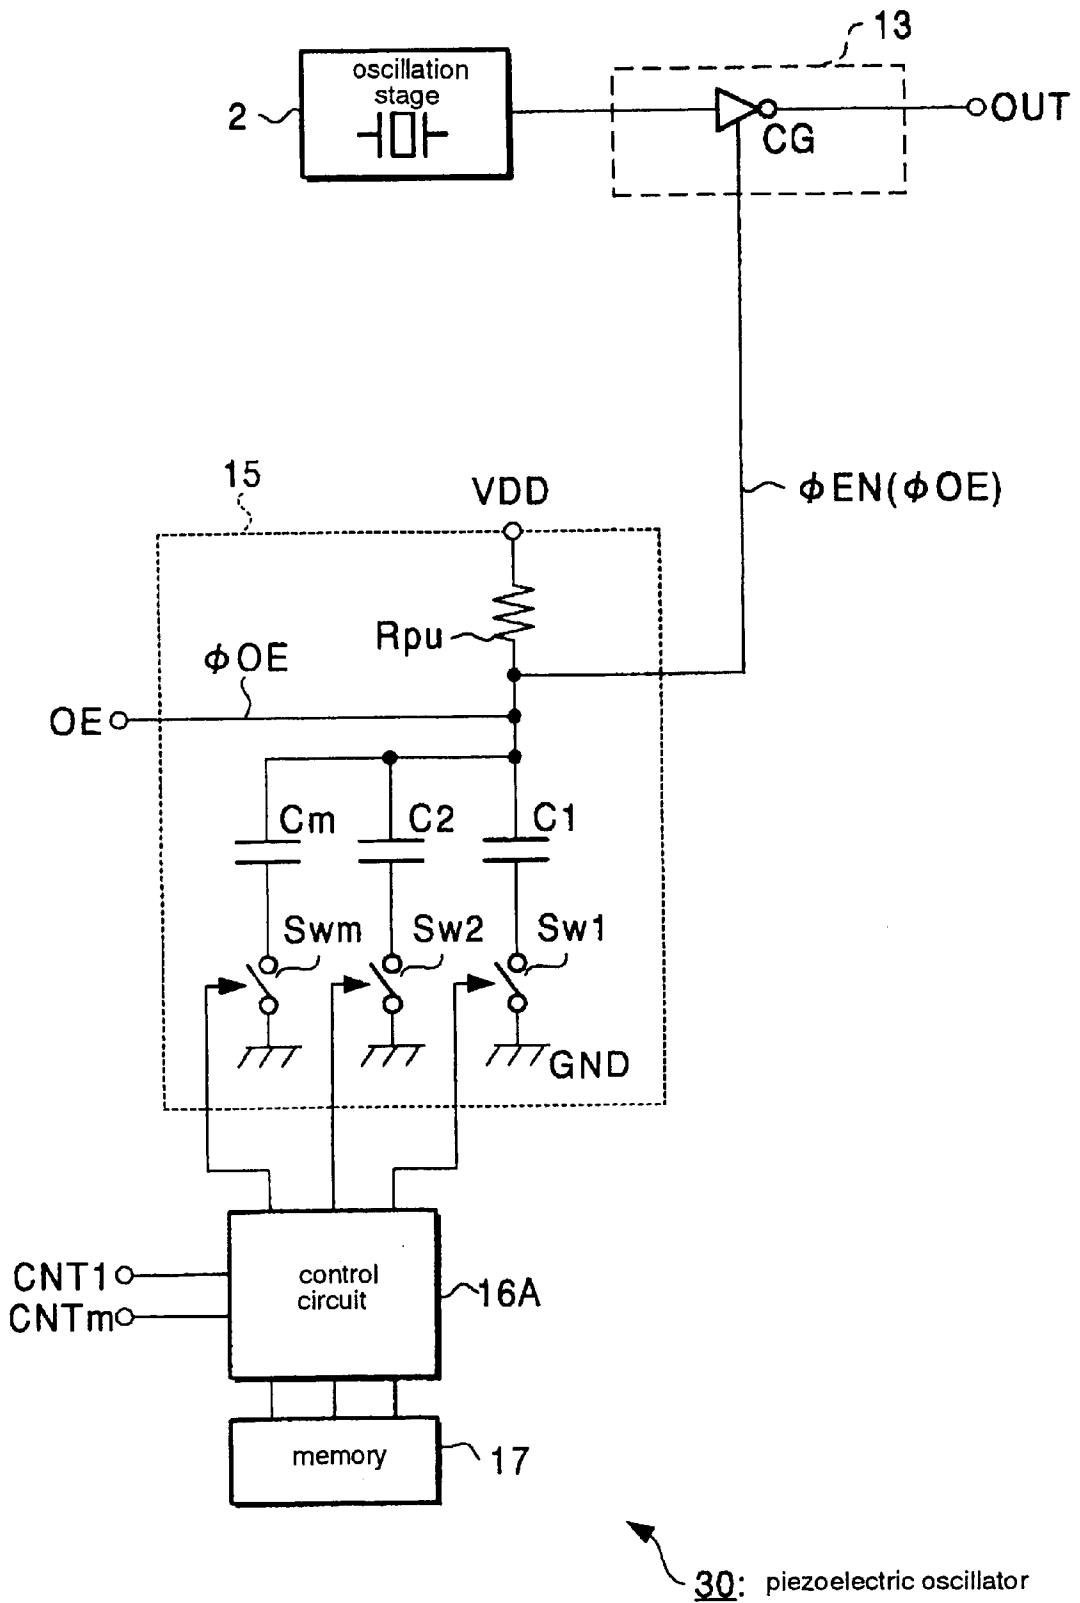 13
oscillation
stage
2
CG
OUT
15
VDD
ϕEN(ϕOE)
Rpu
ϕOE
OE
Cm
C2
C1
Swm
Sw2
Sw1
GND
CNT1
CNTm
control
circuit
16A
memory
17
30: piezoelectric oscillator